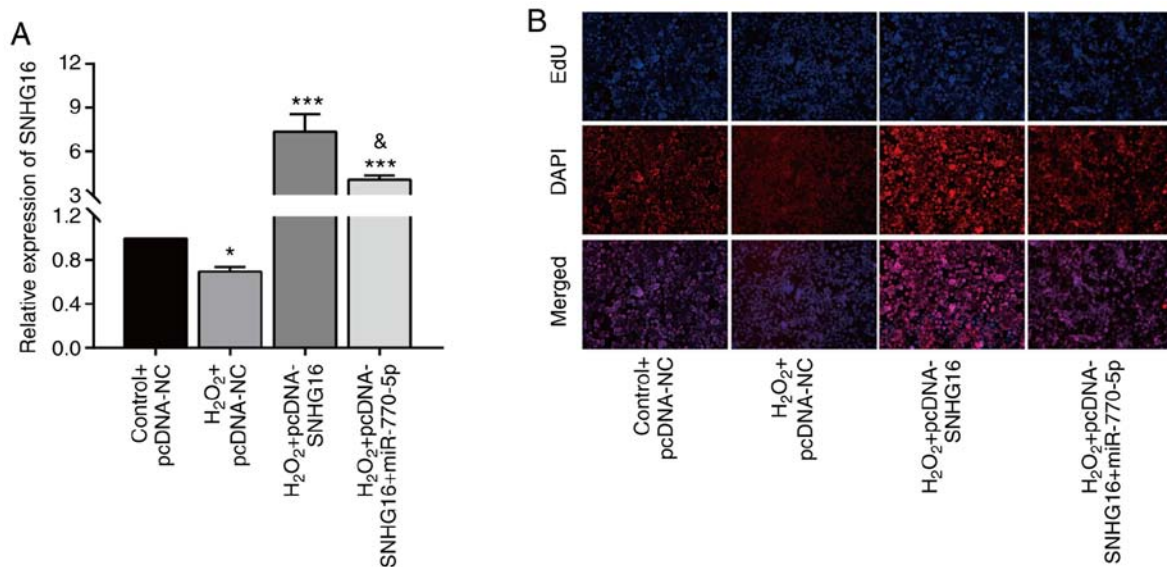 A
Relative expression of SNHG16
12
9
6
3
1.2
0.8
0.4
0.0
*
***
&
***
Control+
pcDNA-NC
H₂O₂+
pcDNA-NC
H₂O₂+pcDNA-
SNHG16
H₂O₂+pcDNA-
SNHG16+miR-770-5p
B
EdU
DAPI
Merged
Control+
pcDNA-NC
H₂O₂+
pcDNA-NC
H₂O₂+pcDNA-
SNHG16
H₂O₂+pcDNA-
SNHG16+miR-770-5p